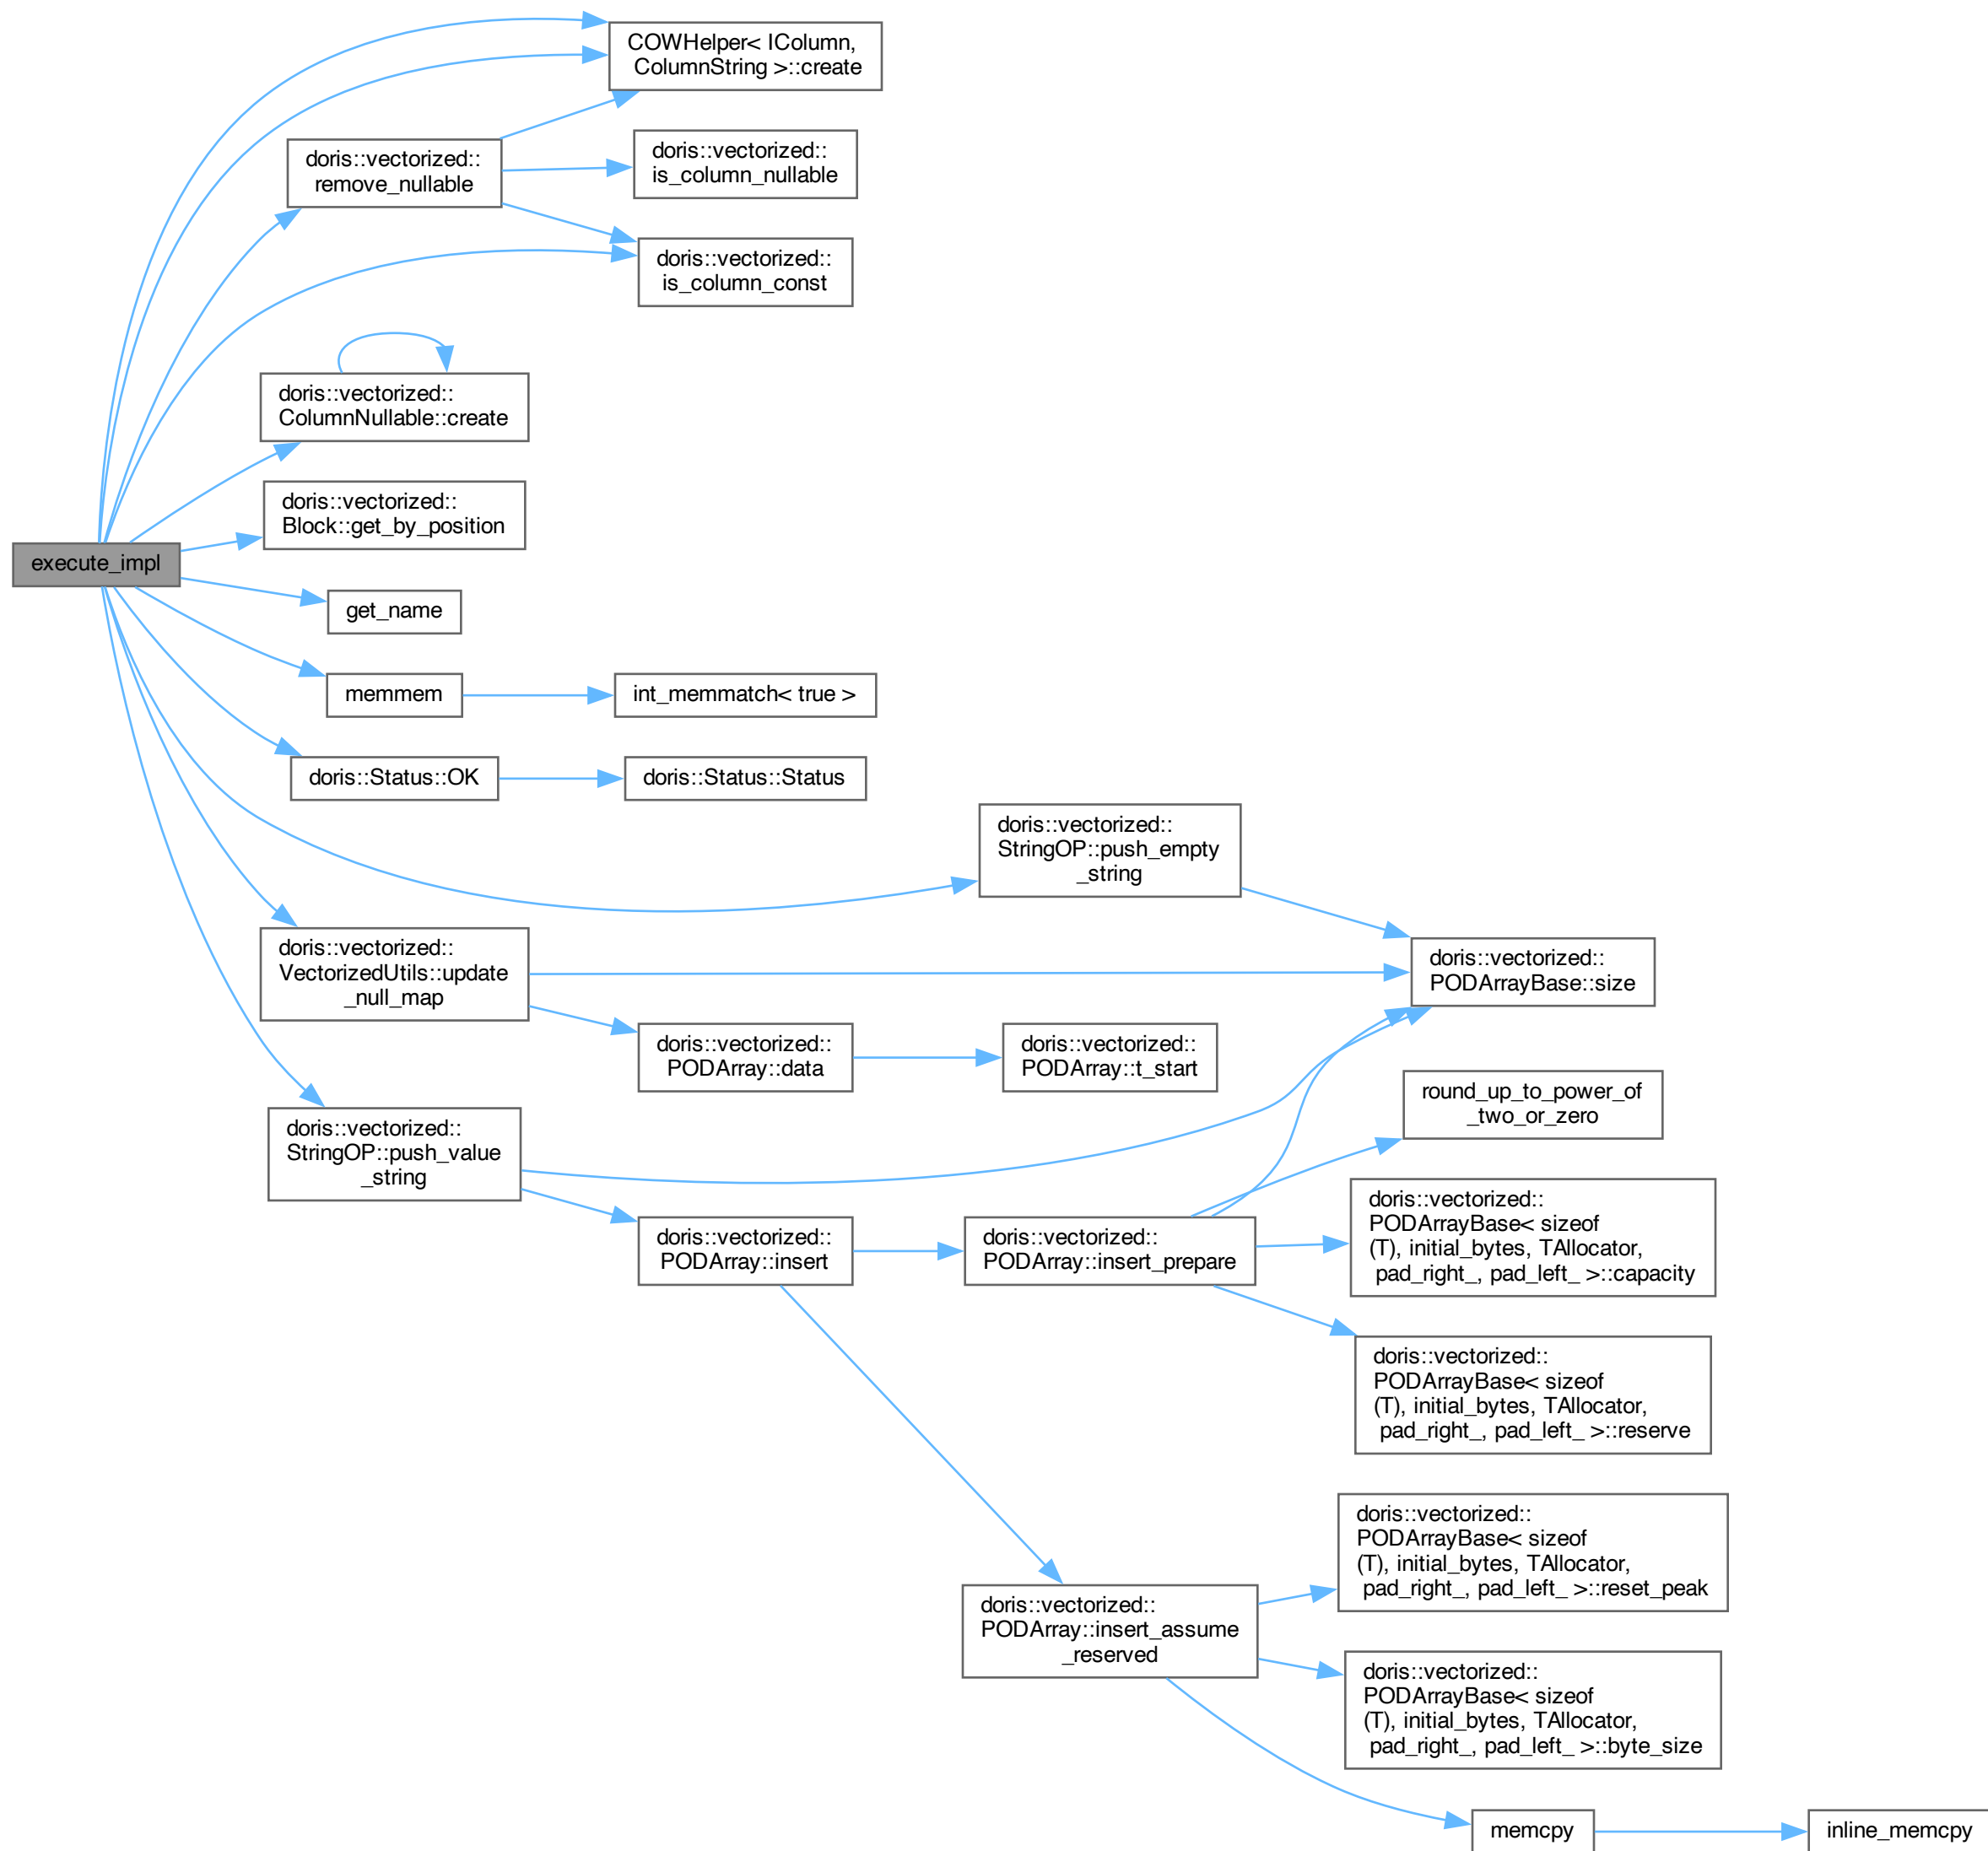 COWHelper< IColumn,
ColumnString >::create
doris::vectorized::
remove_nullable
doris::vectorized::
is_column_nullable
doris::vectorized::
is_column_const
doris::vectorized::
ColumnNullable::create
doris::vectorized::
Block::get_by_position
execute_impl
get_name
memmem
int_memmatch< true >
doris::Status::OK
doris::Status::Status
doris::vectorized::
StringOP::push_empty
_string
doris::vectorized::
VectorizedUtils::update
_null_map
doris::vectorized::
PODArrayBase::size
doris::vectorized::
PODArray::data
doris::vectorized::
PODArray::t_start
round_up_to_power_of
_two_or_zero
doris::vectorized::
StringOP::push_value
_string
doris::vectorized::
PODArray::insert
doris::vectorized::
PODArray::insert_prepare
doris::vectorized::
PODArrayBase< sizeof
(T), initial_bytes, TAllocator,
pad_right_, pad_left_ >::capacity
doris::vectorized::
PODArrayBase< sizeof
(T), initial_bytes, TAllocator,
pad_right_, pad_left_ >::reserve
doris::vectorized::
PODArrayBase< sizeof
(T), initial_bytes, TAllocator,
pad_right_, pad_left_ >::reset_peak
doris::vectorized::
PODArray::insert_assume
_reserved
doris::vectorized::
PODArrayBase< sizeof
(T), initial_bytes, TAllocator,
pad_right_, pad_left_ >::byte_size
memcpy
inline_memcpy